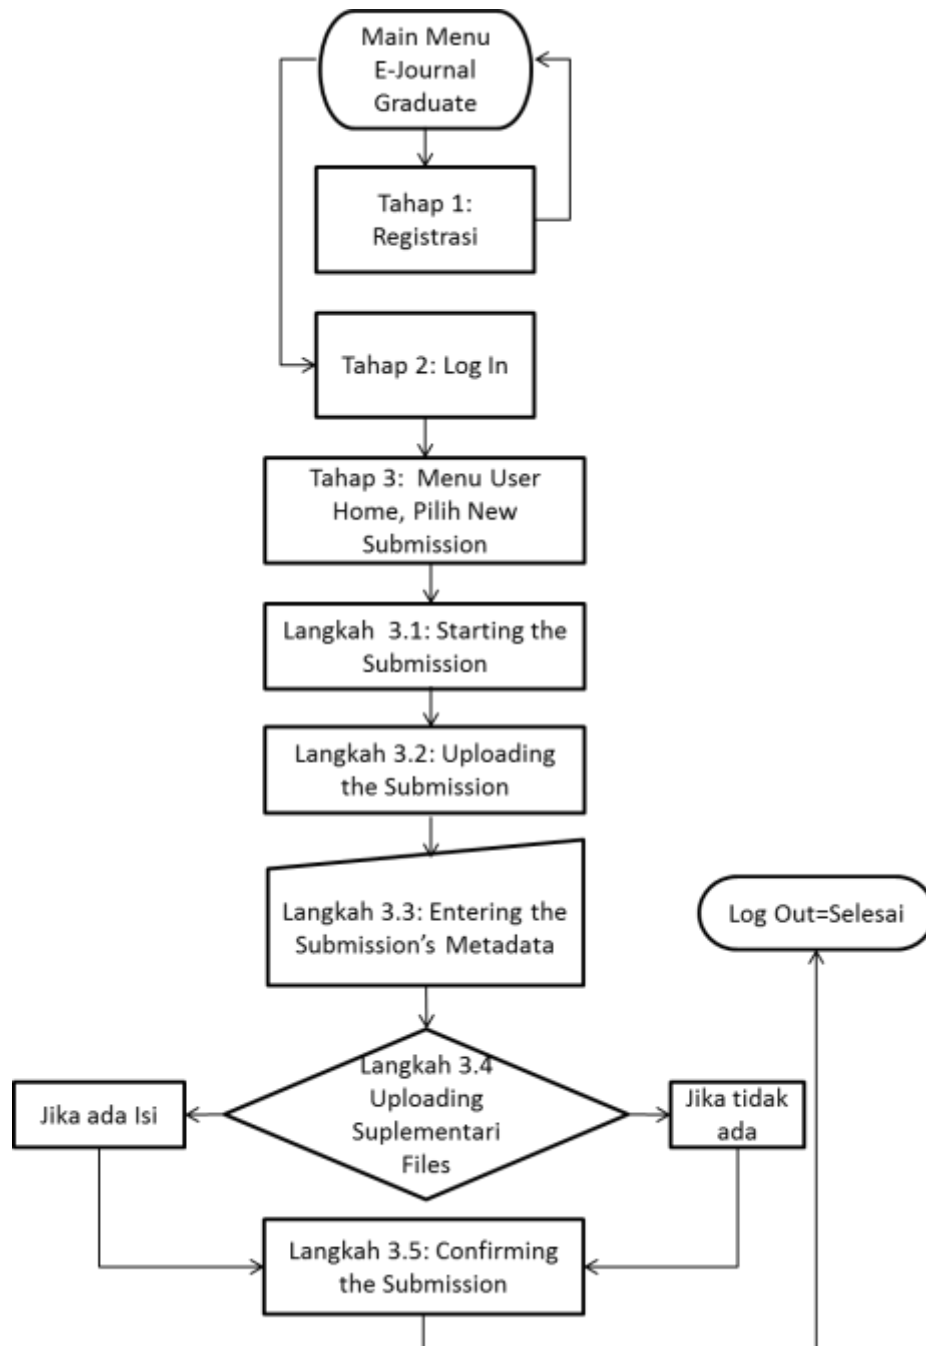 Main Menu
E-Journal
Graduate
Tahap 1:
Registrasi
Tahap 2: Log In
Tahap 3:  Menu User
Home, Pilih New
Submission
Langkah  3.1: Starting the
Submission
Langkah 3.2: Uploading
the Submission
Langkah 3.3: Entering the
Submission’s Metadata
Log Out=Selesai
Langkah 3.4
Uploading
Suplementari
Files
Jika ada Isi
Jika tidak
ada
Langkah 3.5: Confirming
the Submission